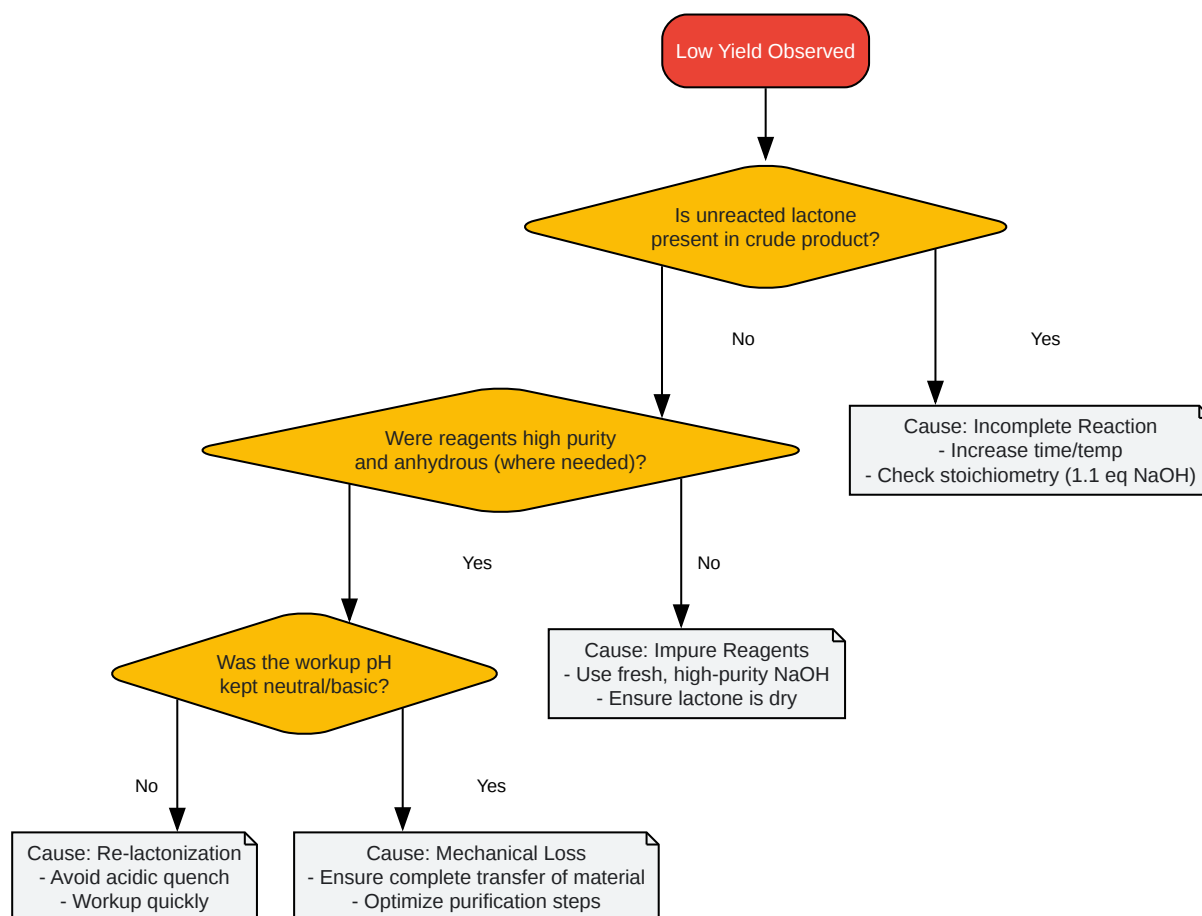 Low Yield Observed
Is unreacted lactone
present in crude product?
No
Yes
Cause: Incomplete Reaction
- Increase time/temp
- Check stoichiometry (1.1 eq NaOH)
Were reagents high purity
and anhydrous (where needed)?
Yes
No
Cause: Impure Reagents
- Use fresh, high-purity NaOH
- Ensure lactone is dry
Was the workup pH
kept neutral/basic?
No
Yes
Cause: Re-lactonization
- Avoid acidic quench
- Workup quickly
Cause: Mechanical Loss
- Ensure complete transfer of material
- Optimize purification steps